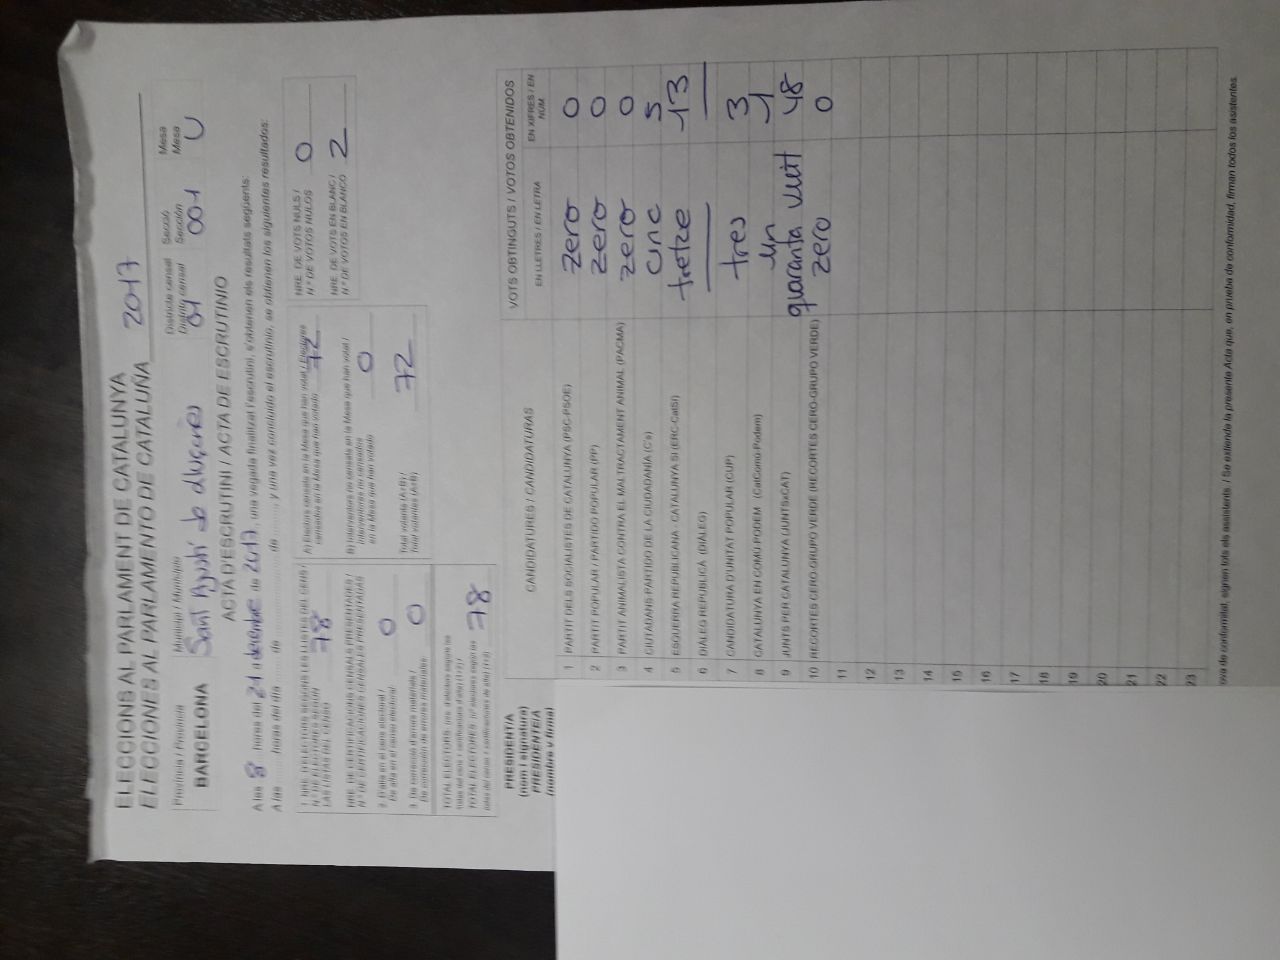 ELECCIONS AL PARLAMENT DE CATALUNYA
ELECCIONES AL PARLAMENTO DE CATALUÑA 2017
Província / Provincia
BARCELONA
Municipi / Municipio
Sant Agustí de Lluçanès
Districte censal
Distrito censal
01
Secció
Sección
001
Mesa
Mesa
U
ACTA D'ESCRUTINI / ACTA DE ESCRUTINIO
A les 8 hores del 21 de desembre de 2017, una vegada finalitzat l'escrutini, s'obtenen els resultats següents:
A las horas del día de de y una vez concluido el escrutinio, se obtienen los siguientes resultados:
1. NRE. D'ELECTORS SEGONS LES LLISTES DEL CENS /
N.º DE ELECTORES SEGÚN
LAS LISTAS DEL CENSO 78
NRE. DE CERTIFICACIONS CENSALS PRESENTADES /
N.º DE CERTIFICACIONES CENSALES PRESENTADAS
2. D'alta en el cens electoral /
De alta en el censo electoral 0
3. De correcció d'errors materials /
De corrección de errores materiales 0
TOTAL ELECTORS
TOTAL ELECTORES 78
A) Electors censats en la Mesa que han votat / Electores
censados en la Mesa que han votado 72
B) Interventors no censats en la Mesa que han votat /
Interventores no censados
en la Mesa que han votado 0
Total votants (A+B) /
Total votantes (A+B) 72
NRE. DE VOTS NULS /
N.º DE VOTOS NULOS 0
NRE. DE VOTS EN BLANC /
N.º DE VOTOS EN BLANCO 2
CANDIDATURES / CANDIDATURAS
VOTS OBTINGUTS / VOTOS OBTENIDOS
EN LLETRES / EN LETRA
EN XIFRES / EN NÚM.
1 PARTIT DELS SOCIALISTES DE CATALUNYA (PSC-PSOE) zero 0
2 PARTIT POPULAR / PARTIDO POPULAR (PP) zero 0
3 PARTIT ANIMALISTA CONTRA EL MALTRACTAMENT ANIMAL (PACMA) zero 0
4 CIUTADANS-PARTIDO DE LA CIUDADANÍA (C's) cinc 5
5 ESQUERRA REPUBLICANA - CATALUNYA SÍ (ERC-CatSí) tretze 13
6 DIÀLEG REPUBLICÀ (DIÀLEG)
7 CANDIDATURA D'UNITAT POPULAR (CUP) tres 3
8 CATALUNYA EN COMÚ-PODEM (CatComú-Podem) un 1
9 JUNTS PER CATALUNYA (JUNTSxCAT) quaranta vuit 48
10 RECORTES CERO-GRUPO VERDE (RECORTES CERO-GRUPO VERDE) zero 0
11
12
13
14
15
16
17
18
19
20
21
22
23
PRESIDENT/A
(nom i signatura)
PRESIDENTE/A
(nombre y firma)
ova de conformitat, signen tots els assistents. / Se extiende la presente Acta que, en prueba de conformidad, firman todos los asistentes.